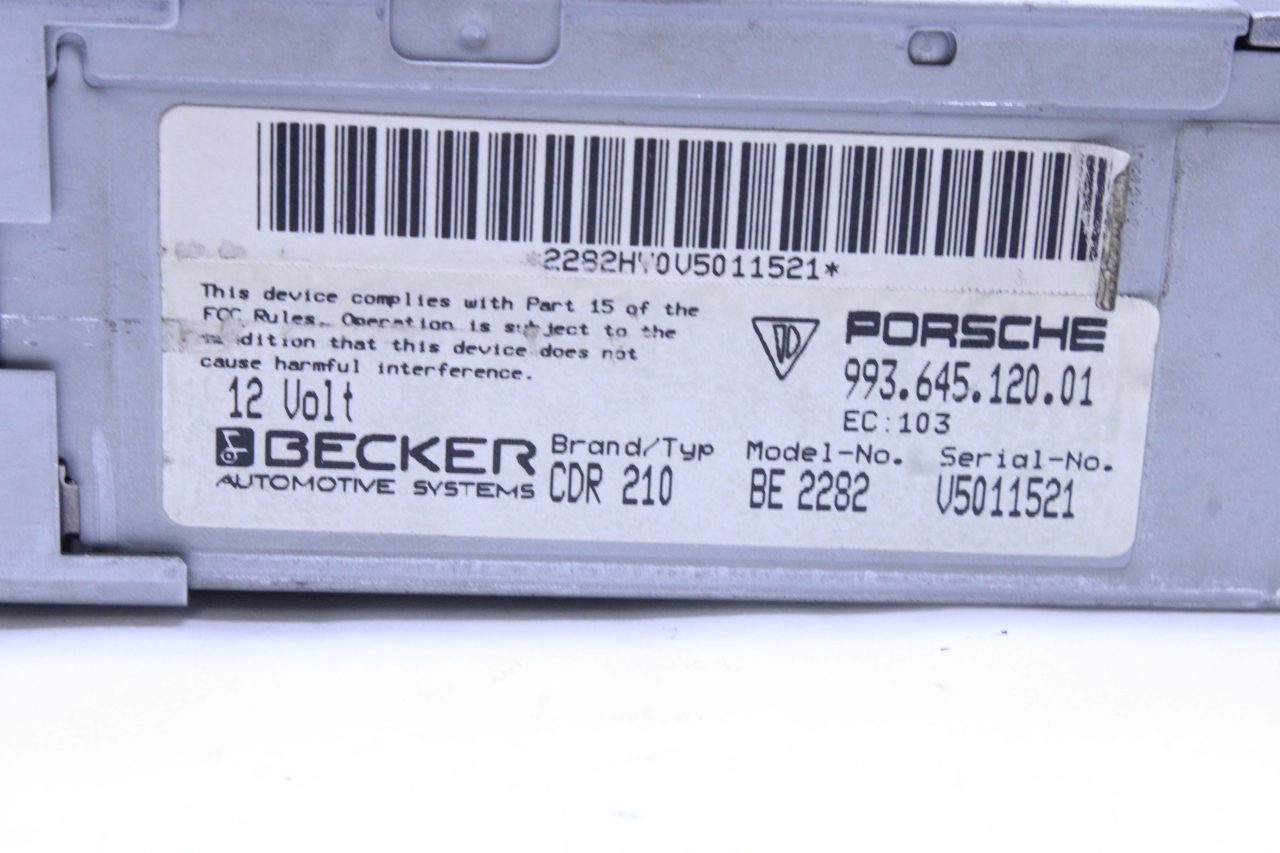 This device complies with Part 15 of the
FCC Rules. Operation is subject to the
that this device does not
cause harmful interference.
12 Volt
BECKER
AUTOMOTIVE SYSTEMS
Brand/Typ
CDR 210
PORSCHE
993.645.120.01
EC:103
Model-No.
BE 2282
Serial-No.
V5011521